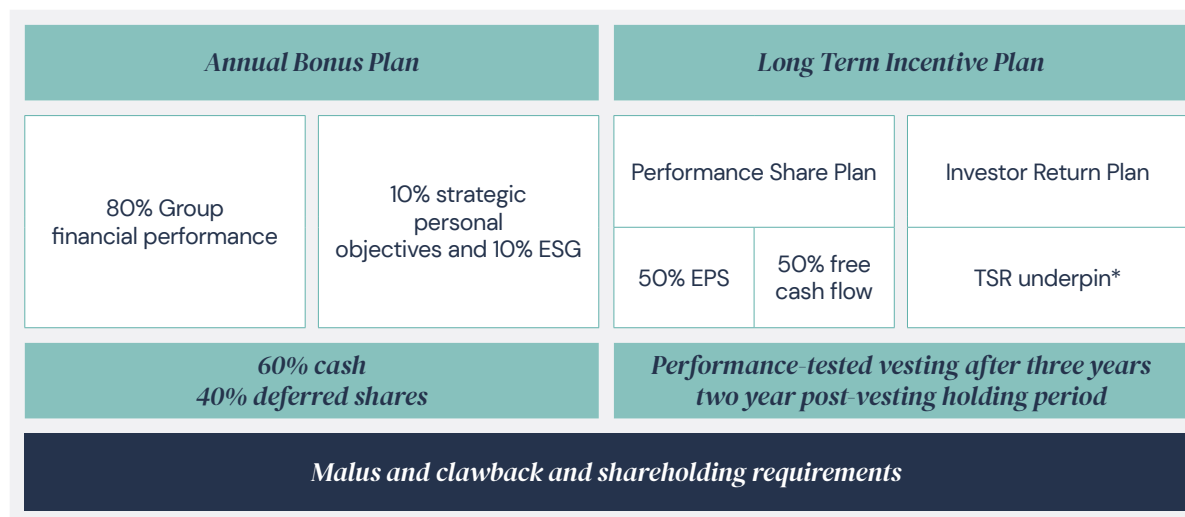 Annual Bonus Plan
Long Term Incentive Plan
80% Group
financial performance
10% strategic
personal
objectives and 10% ESG
Performance Share Plan
50% EPS
50% free
cash flow
Investor Return Plan
TSR underpin*
60% cash
40% deferred shares
Performance-tested vesting after three years
two year post-vesting holding period
Malus and clawback and shareholding requirements